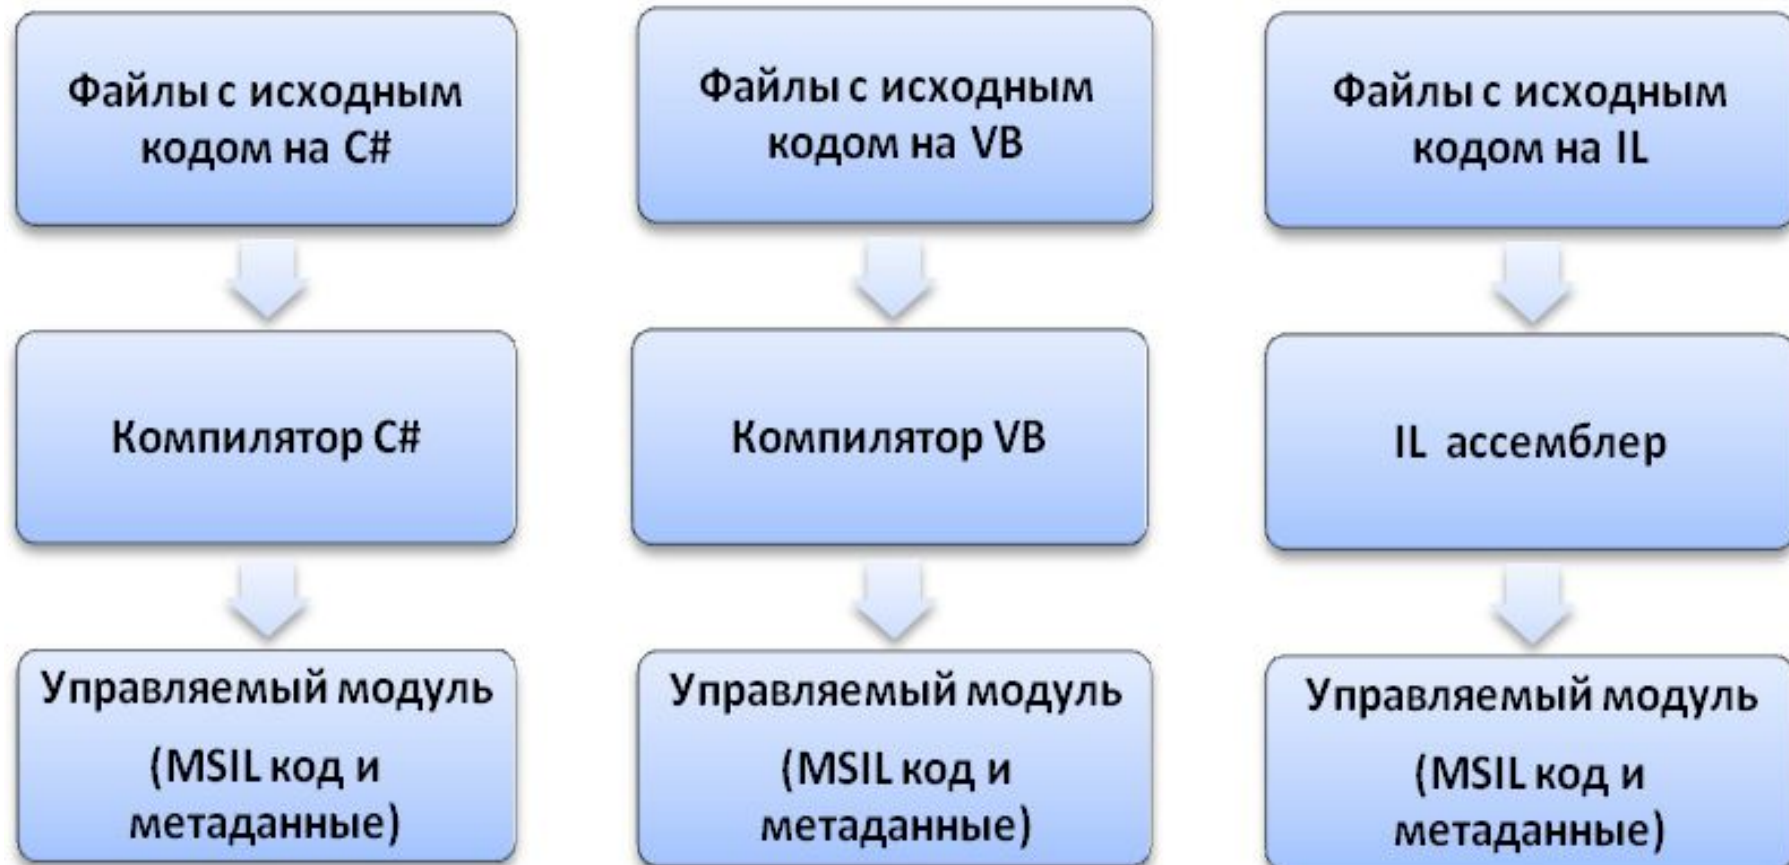 Файлы с исходным
кодом на C#
Файлы с исходным
кодом на VB
Файлы с исходным
кодом на IL
Компилятор C#
Компилятор VB
IL ассемблер
Управляемый модуль
(MSIL код и
метаданные)
Управляемый модуль
(MSIL код и
метаданные)
Управляемый модуль
(MSIL код и
метаданные)